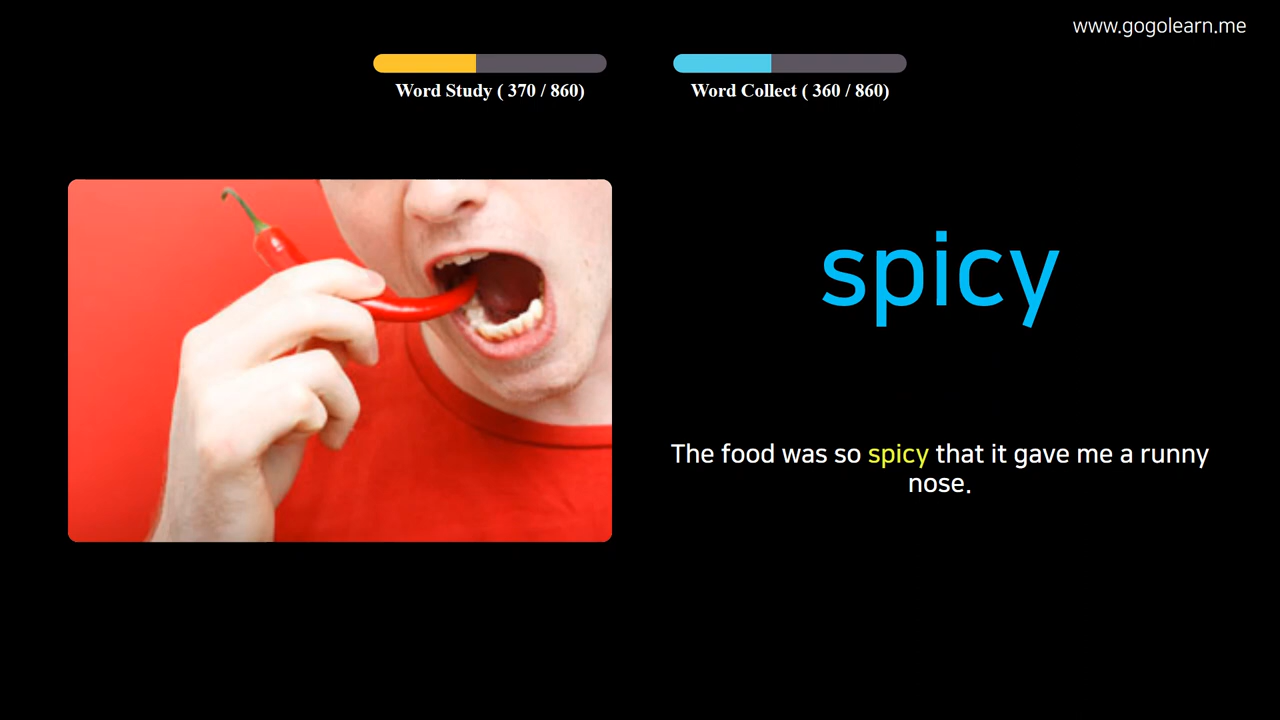 www.gogolearn.me
Word Study ( 370 / 860)
Word Collect ( 360 / 860)
spicy
The food was so spicy that it gave me a runny
nose.